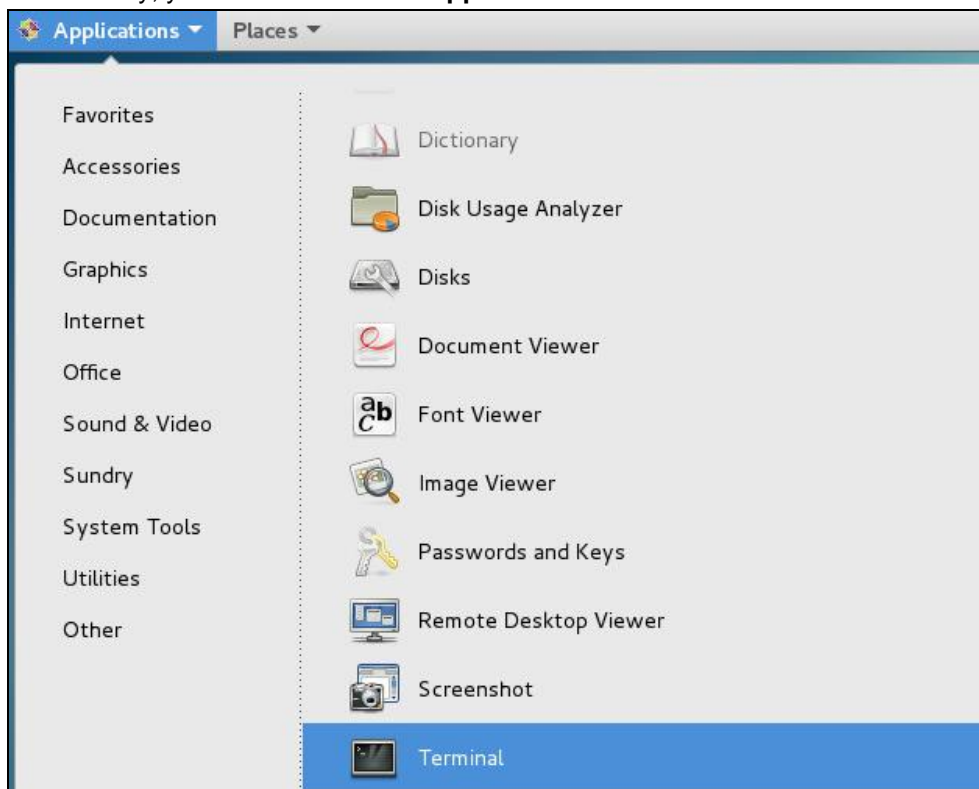 Applications Places
Favorites
Accessories
Documentation
Graphics
Internet
Office
Sound & Video
Sundry
System Tools
Utilities
Other
Dictionary
Disk Usage Analyzer
Disks
Document Viewer
ab
c
Font Viewer
Image Viewer
Passwords and Keys
Remote Desktop Viewer
Screenshot
Terminal